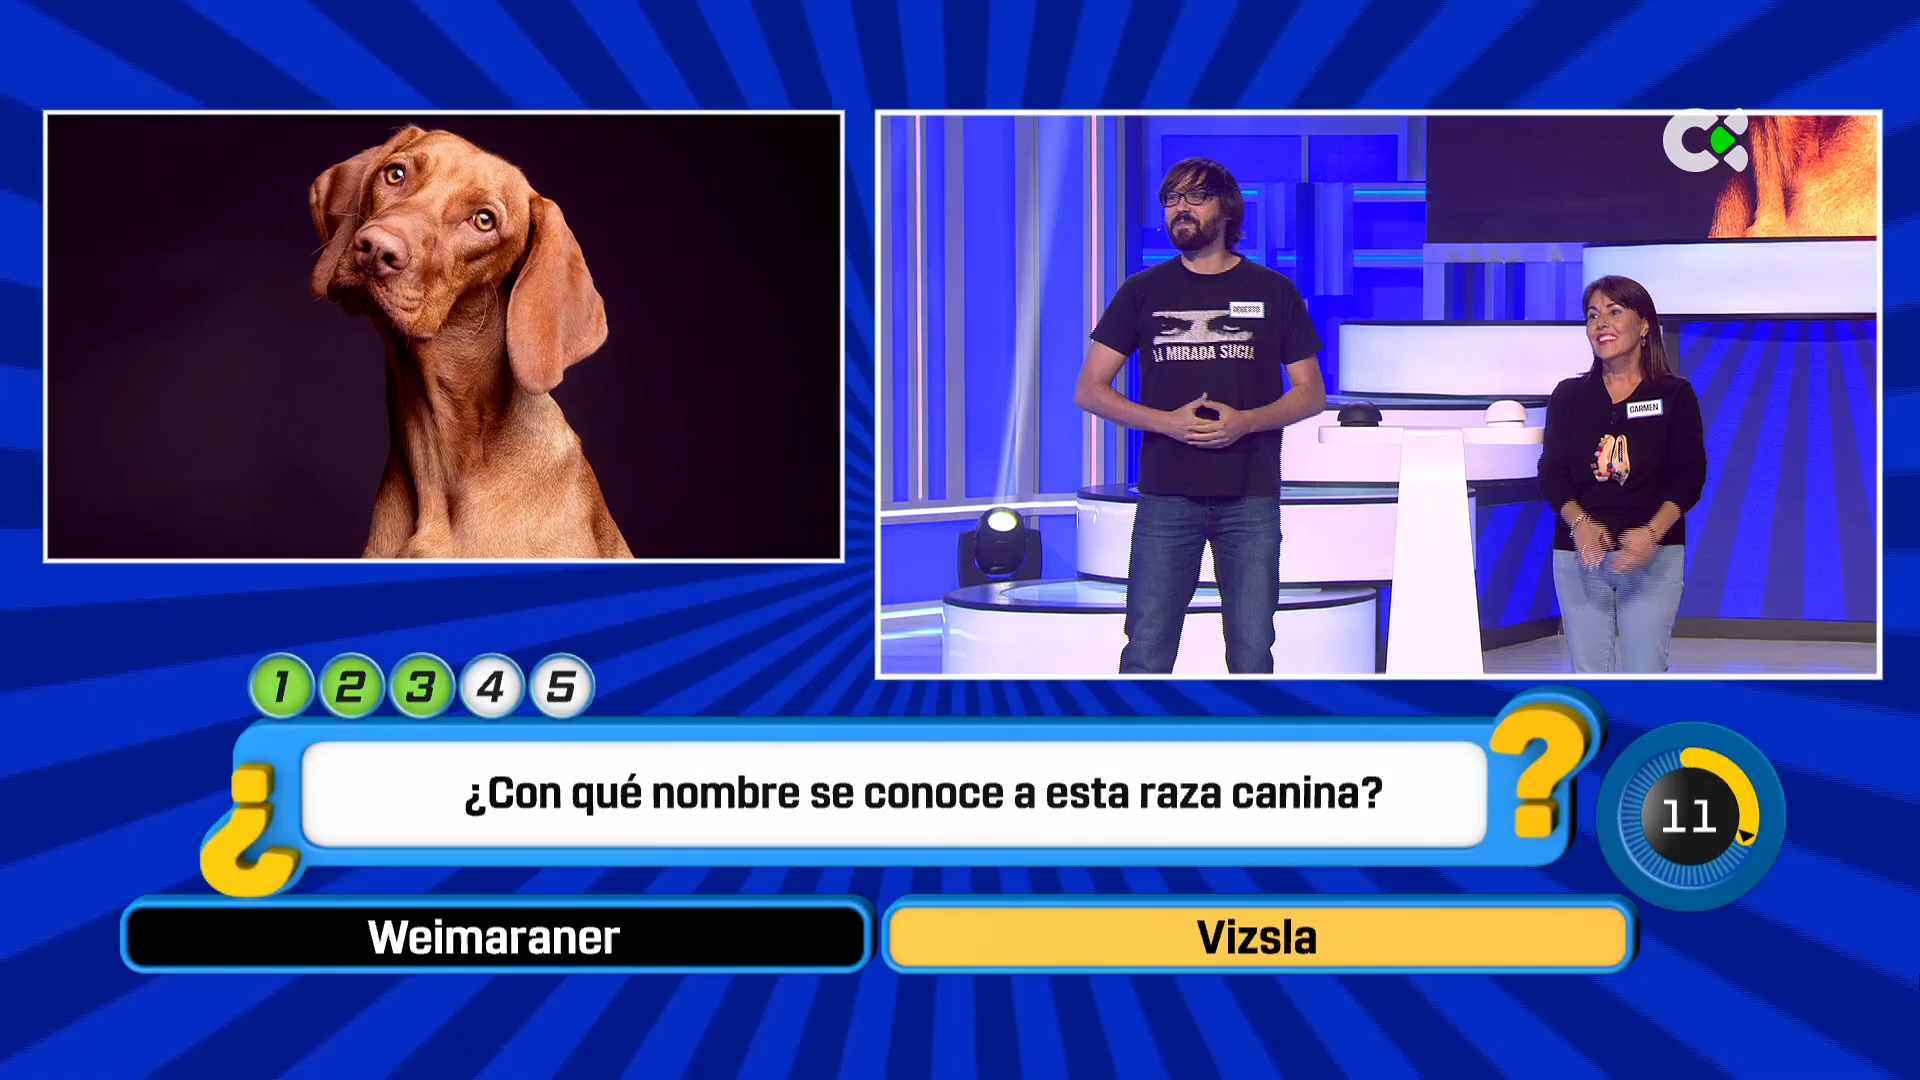 ROBERTO
LA MIRADA SUCIA
CARMEN
1 2 3 4 5
¿Con qué nombre se conoce a esta raza canina?
11
Weimaraner
Vizsla